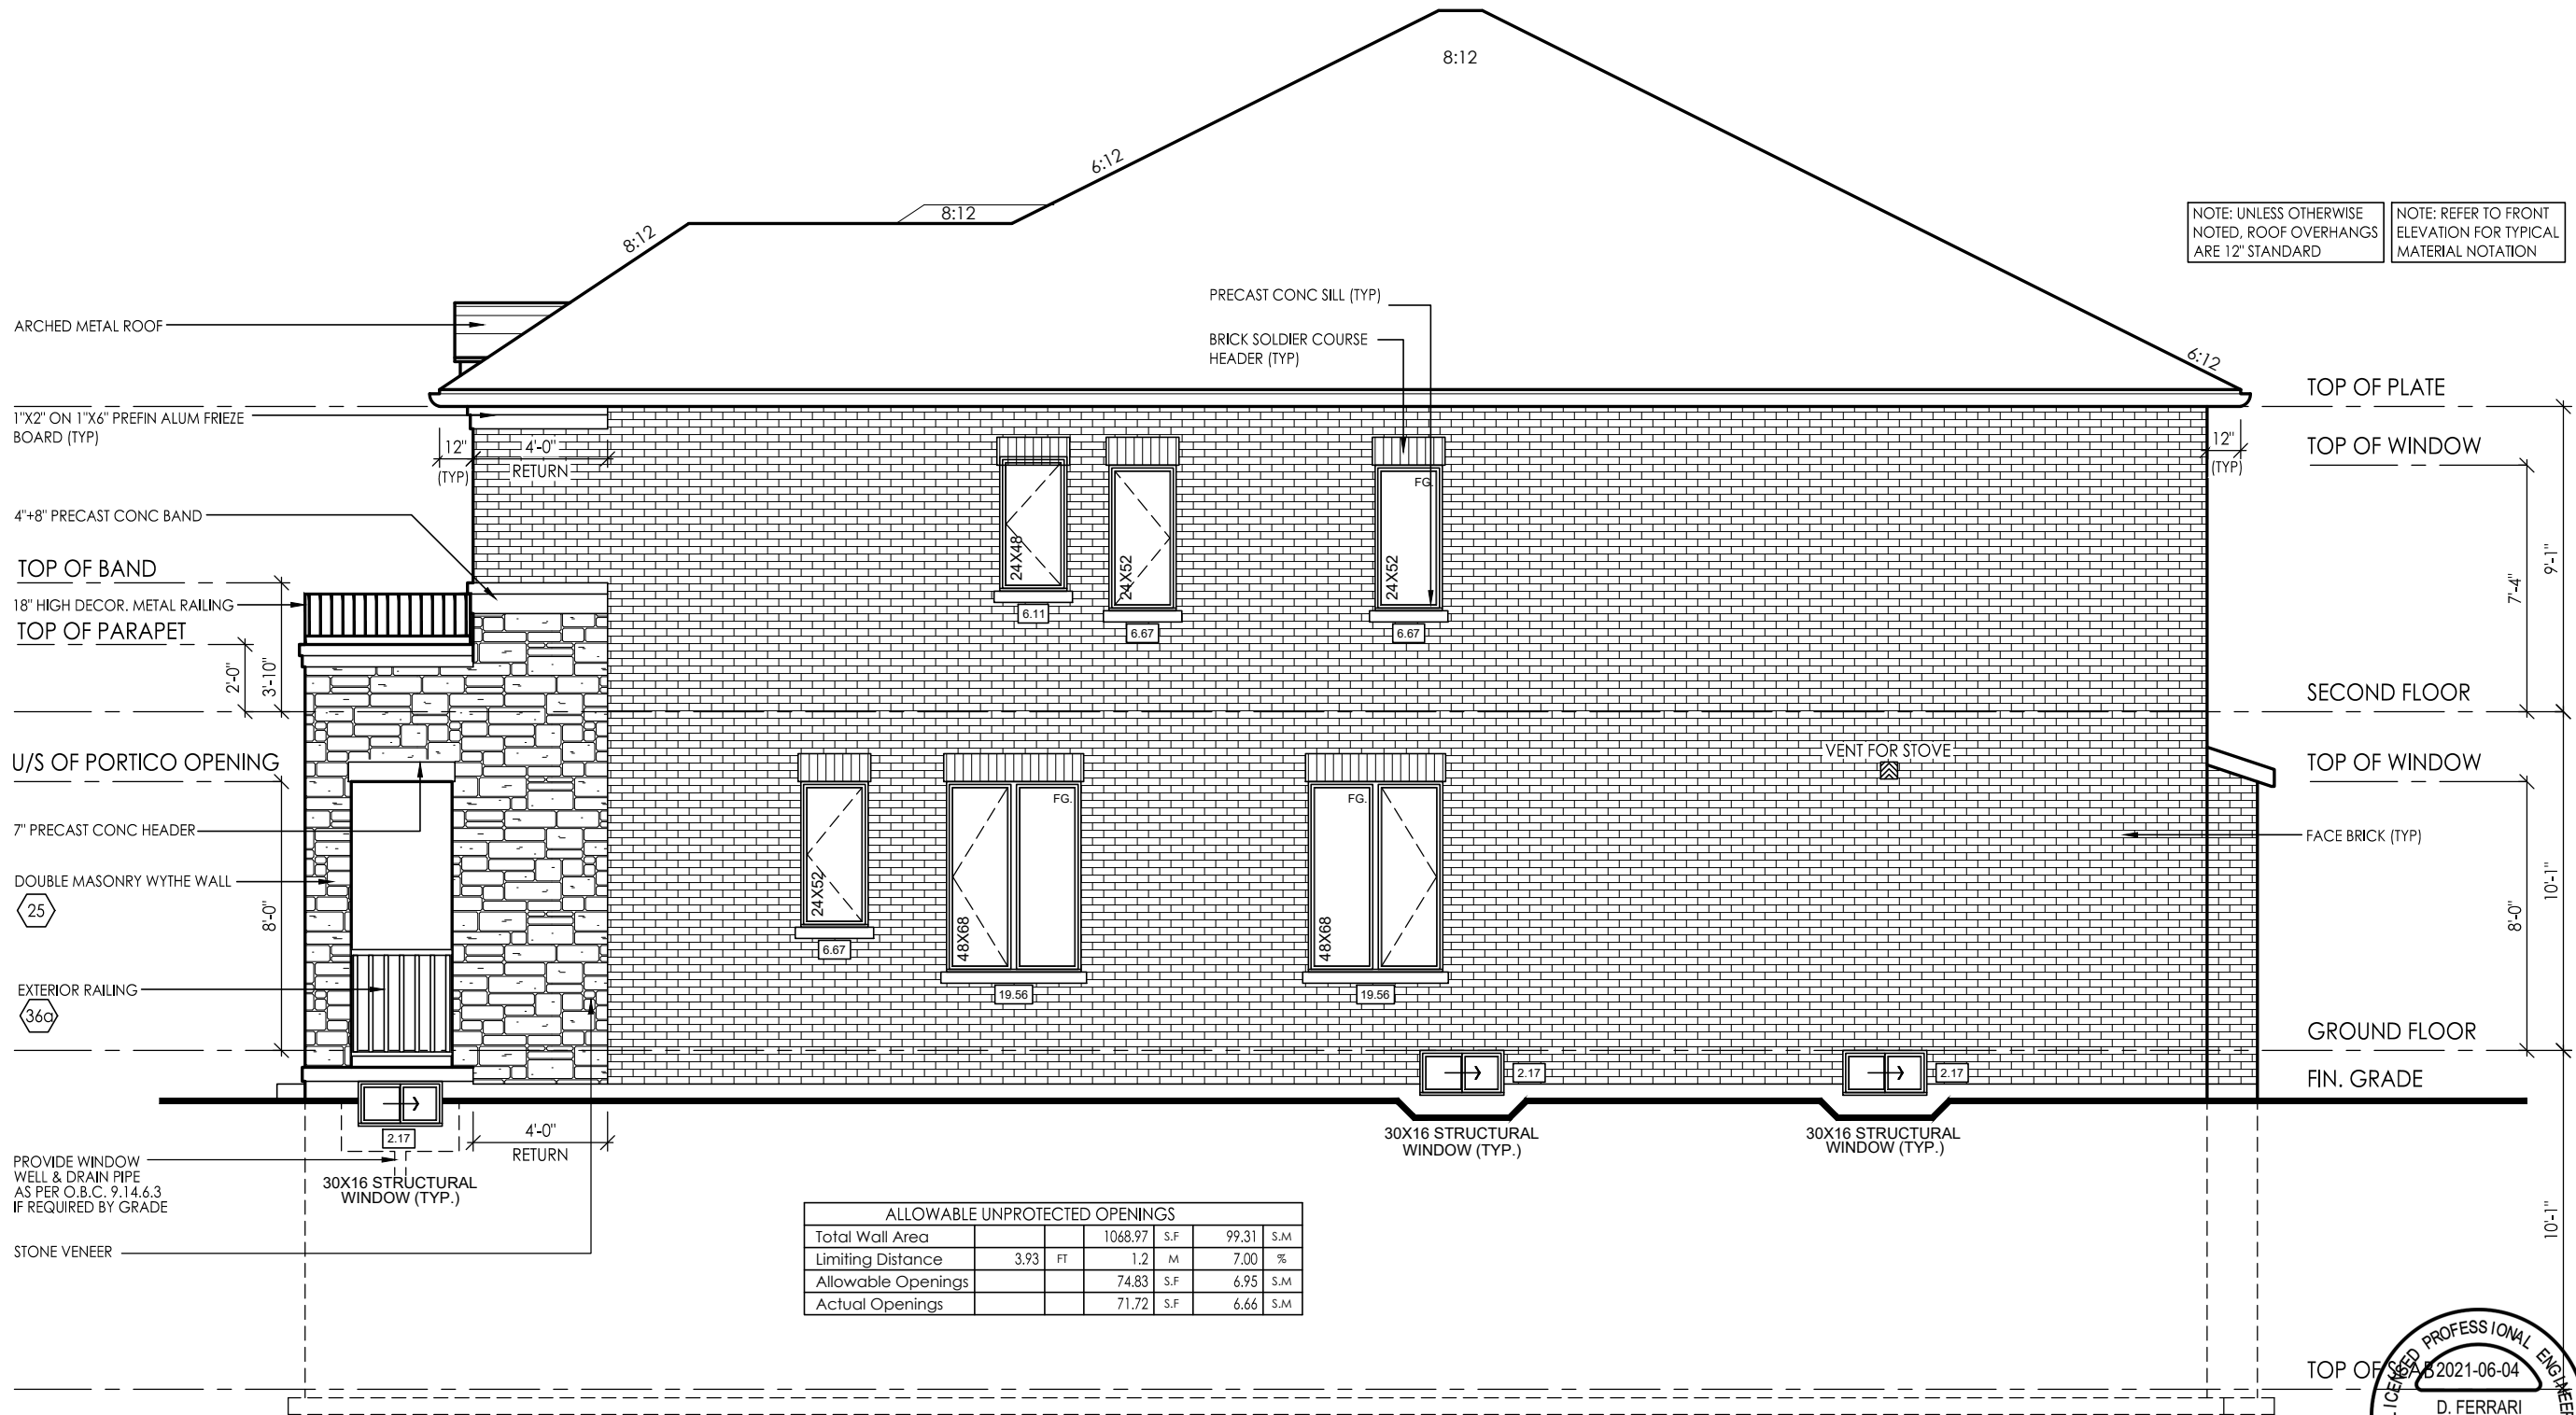 8:12
6:12
8:12
8:12
6:12
NOTE: UNLESS OTHERWISE
NOTED, ROOF OVERHANGS
ARE 12" STANDARD
NOTE: REFER TO FRONT
ELEVATION FOR TYPICAL
MATERIAL NOTATION
PRECAST CONC SILL (TYP)
BRICK SOLDIER COURSE
HEADER (TYP)
ARCHED METAL ROOF
1"X2" ON 1"X6" PREFIN ALUM FRIEZE
BOARD (TYP)
12"
(TYP)
4'-0"
RETURN
4"+8" PRECAST CONC BAND
TOP OF BAND
18" HIGH DECOR. METAL RAILING
TOP OF PARAPET
2'-0"
3'-10"
U/S OF PORTICO OPENING
7" PRECAST CONC HEADER
DOUBLE MASONRY WYTHE WALL
25
8'-0"
EXTERIOR RAILING
36a
PROVIDE WINDOW
WELL & DRAIN PIPE
AS PER O.B.C. 9.14.6.3
IF REQUIRED BY GRADE
STONE VENEER
2.17
30X16 STRUCTURAL
WINDOW (TYP.)
4'-0"
RETURN
24X48
6.11
24X52
6.67
FG.
24X52
6.67
24X52
6.67
FG.
48X68
19.56
FG.
48X68
19.56
VENT FOR STOVE
2.17
30X16 STRUCTURAL
WINDOW (TYP.)
2.17
30X16 STRUCTURAL
WINDOW (TYP.)
12"
(TYP)
TOP OF PLATE
TOP OF WINDOW
7'-4"
9'-1"
SECOND FLOOR
TOP OF WINDOW
FACE BRICK (TYP)
8'-0"
10'-1"
GROUND FLOOR
FIN. GRADE
10'-1"
TOP OF SLAB
ALLOWABLE UNPROTECTED OPENINGS
Total Wall Area 1068.97 S.F 99.31 S.M
Limiting Distance 3.93 FT 1.2 M 7.00 %
Allowable Openings 74.83 S.F 6.95 S.M
Actual Openings 71.72 S.F 6.66 S.M
LICENSED PROFESSIONAL ENGINEER
2021-06-04
D. FERRARI